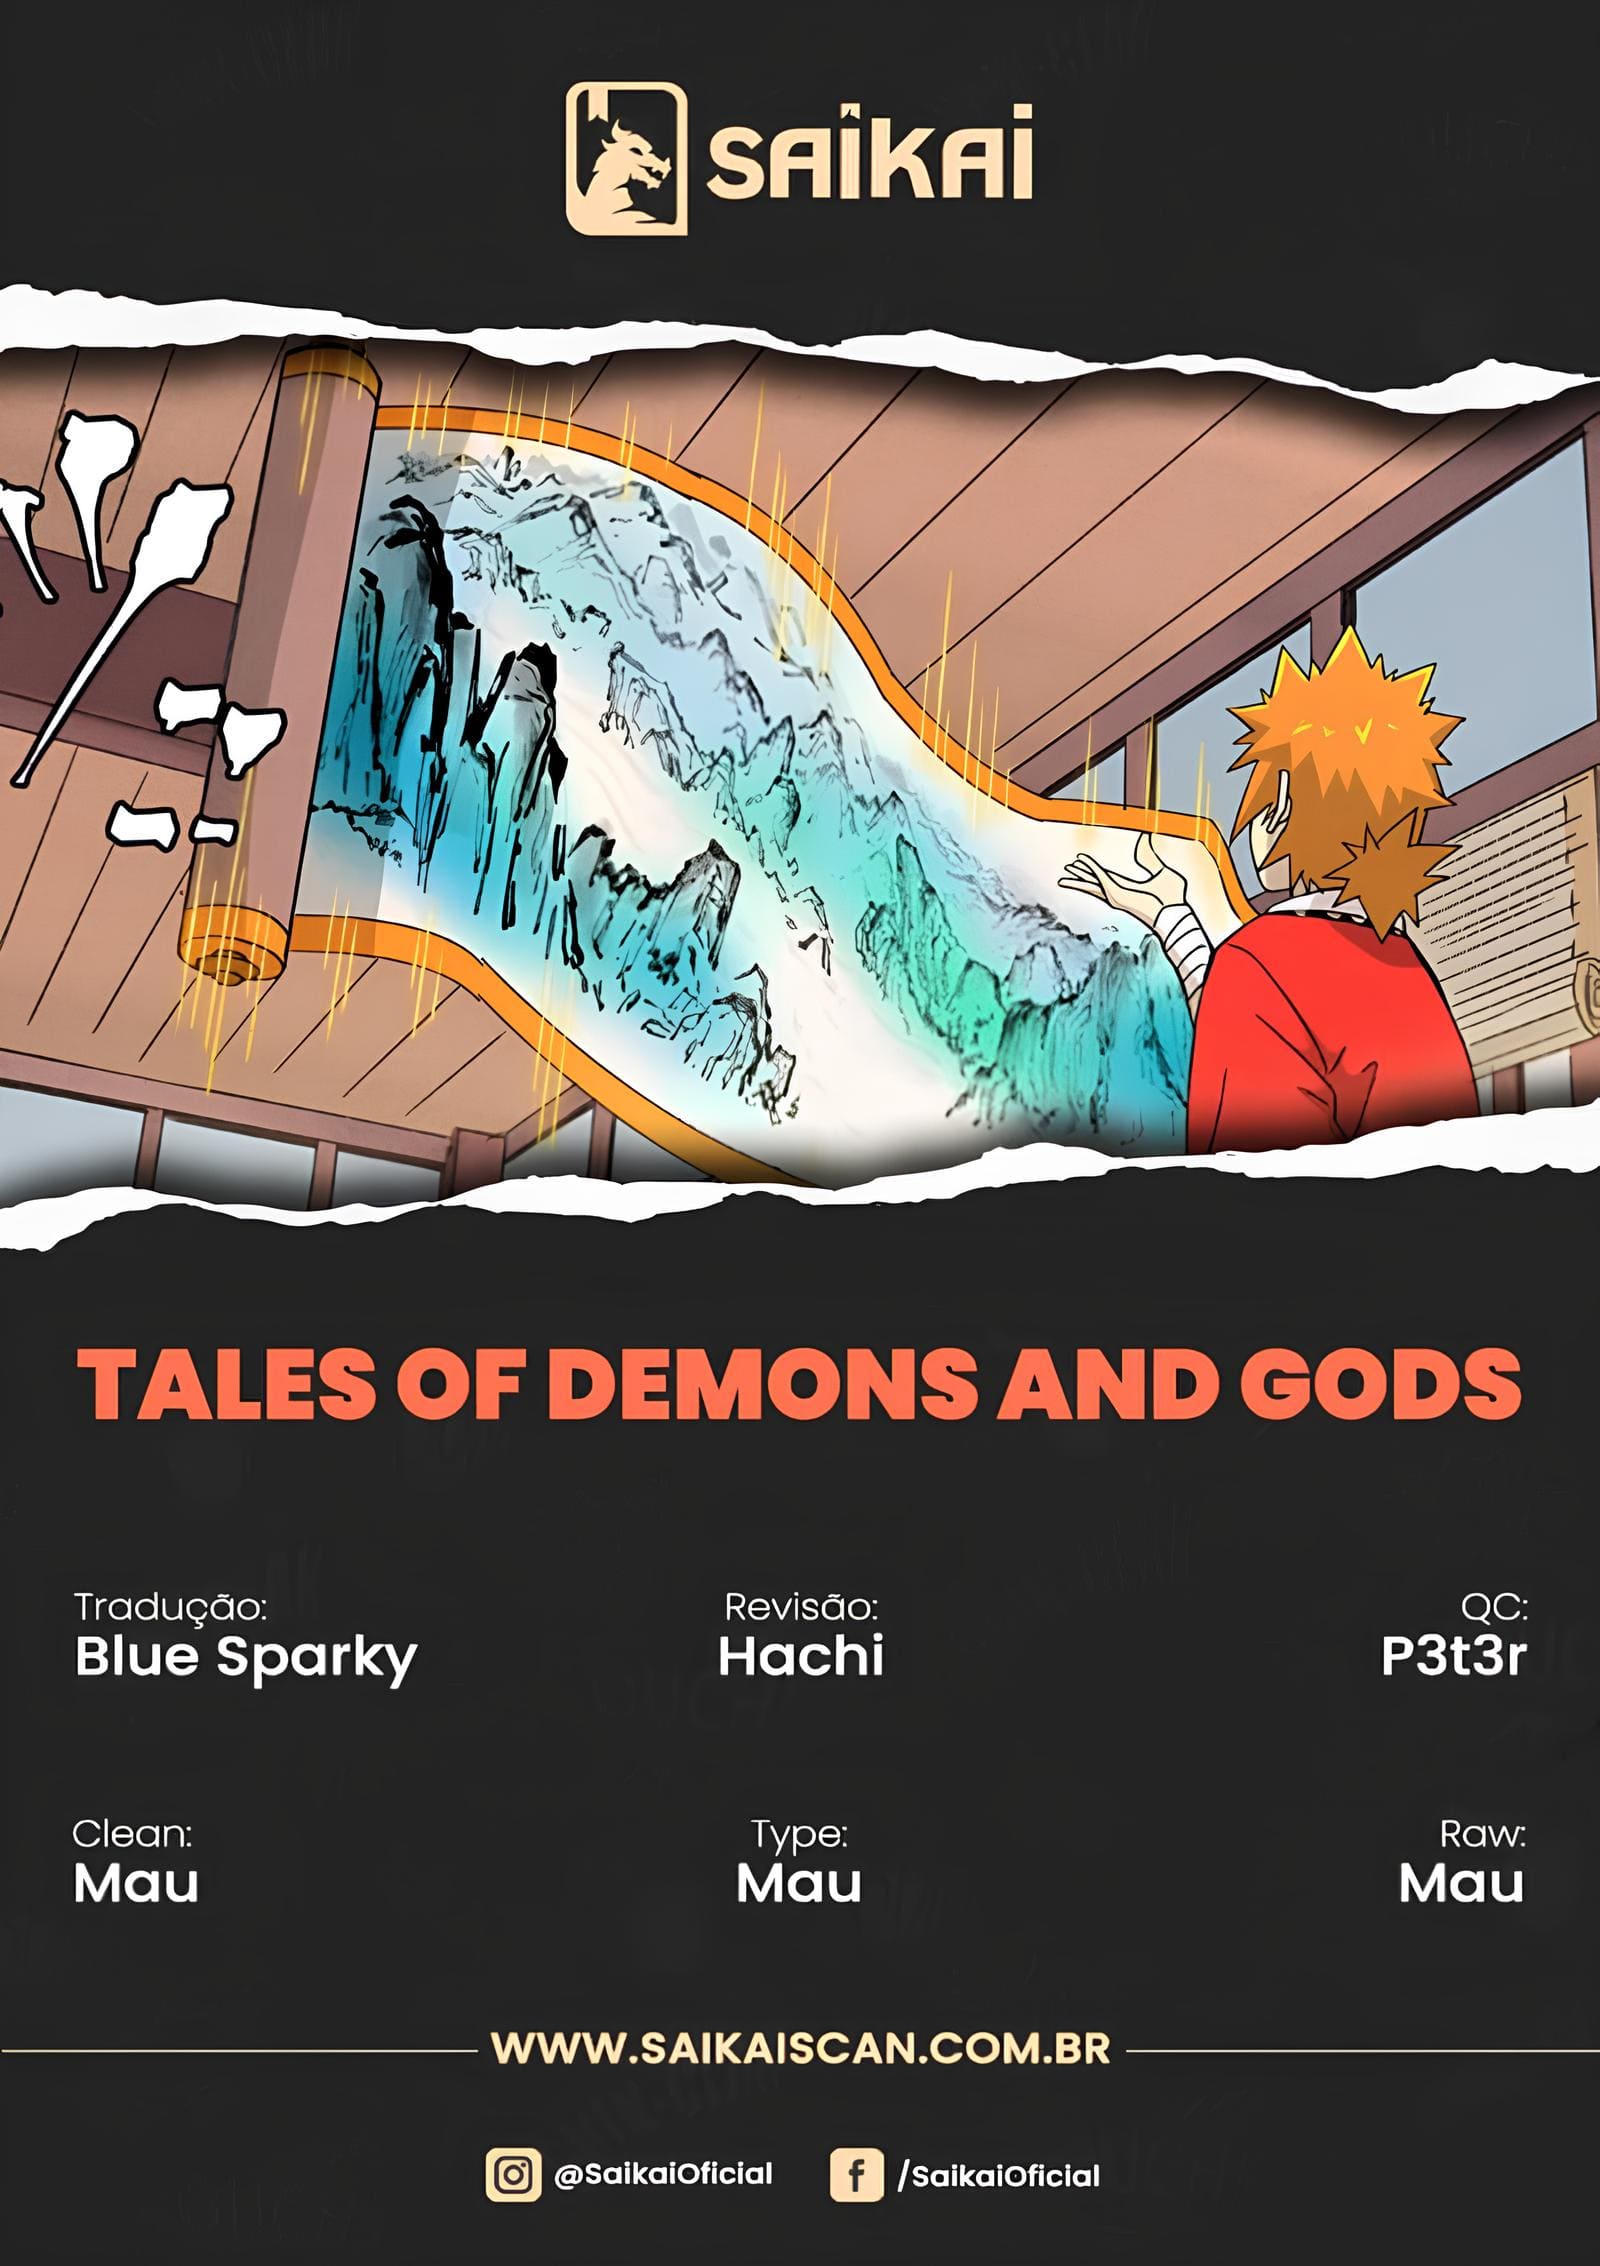 SAIKAI
TALES OF DEMONS AND GODS
Tradução:
Blue Sparky
Revisão:
Hachi
QC:
P3t3r
Clean:
Mau
Type:
Mau
Raw:
Mau
WWW.SAIKAISCAN.COM.BR
@SaikaiOficial
/SaikaiOficial